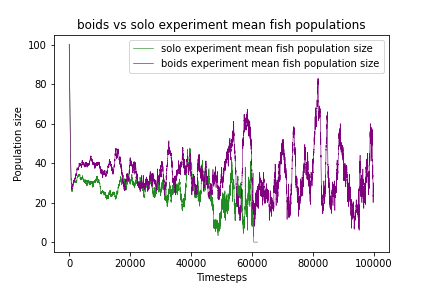 boids vs solo experiment mean fish populations
solo experiment mean fish population size
boids experiment mean fish population size
Population size
100
80
60
40
20
0
0
20000
40000
60000
80000
100000
Timesteps